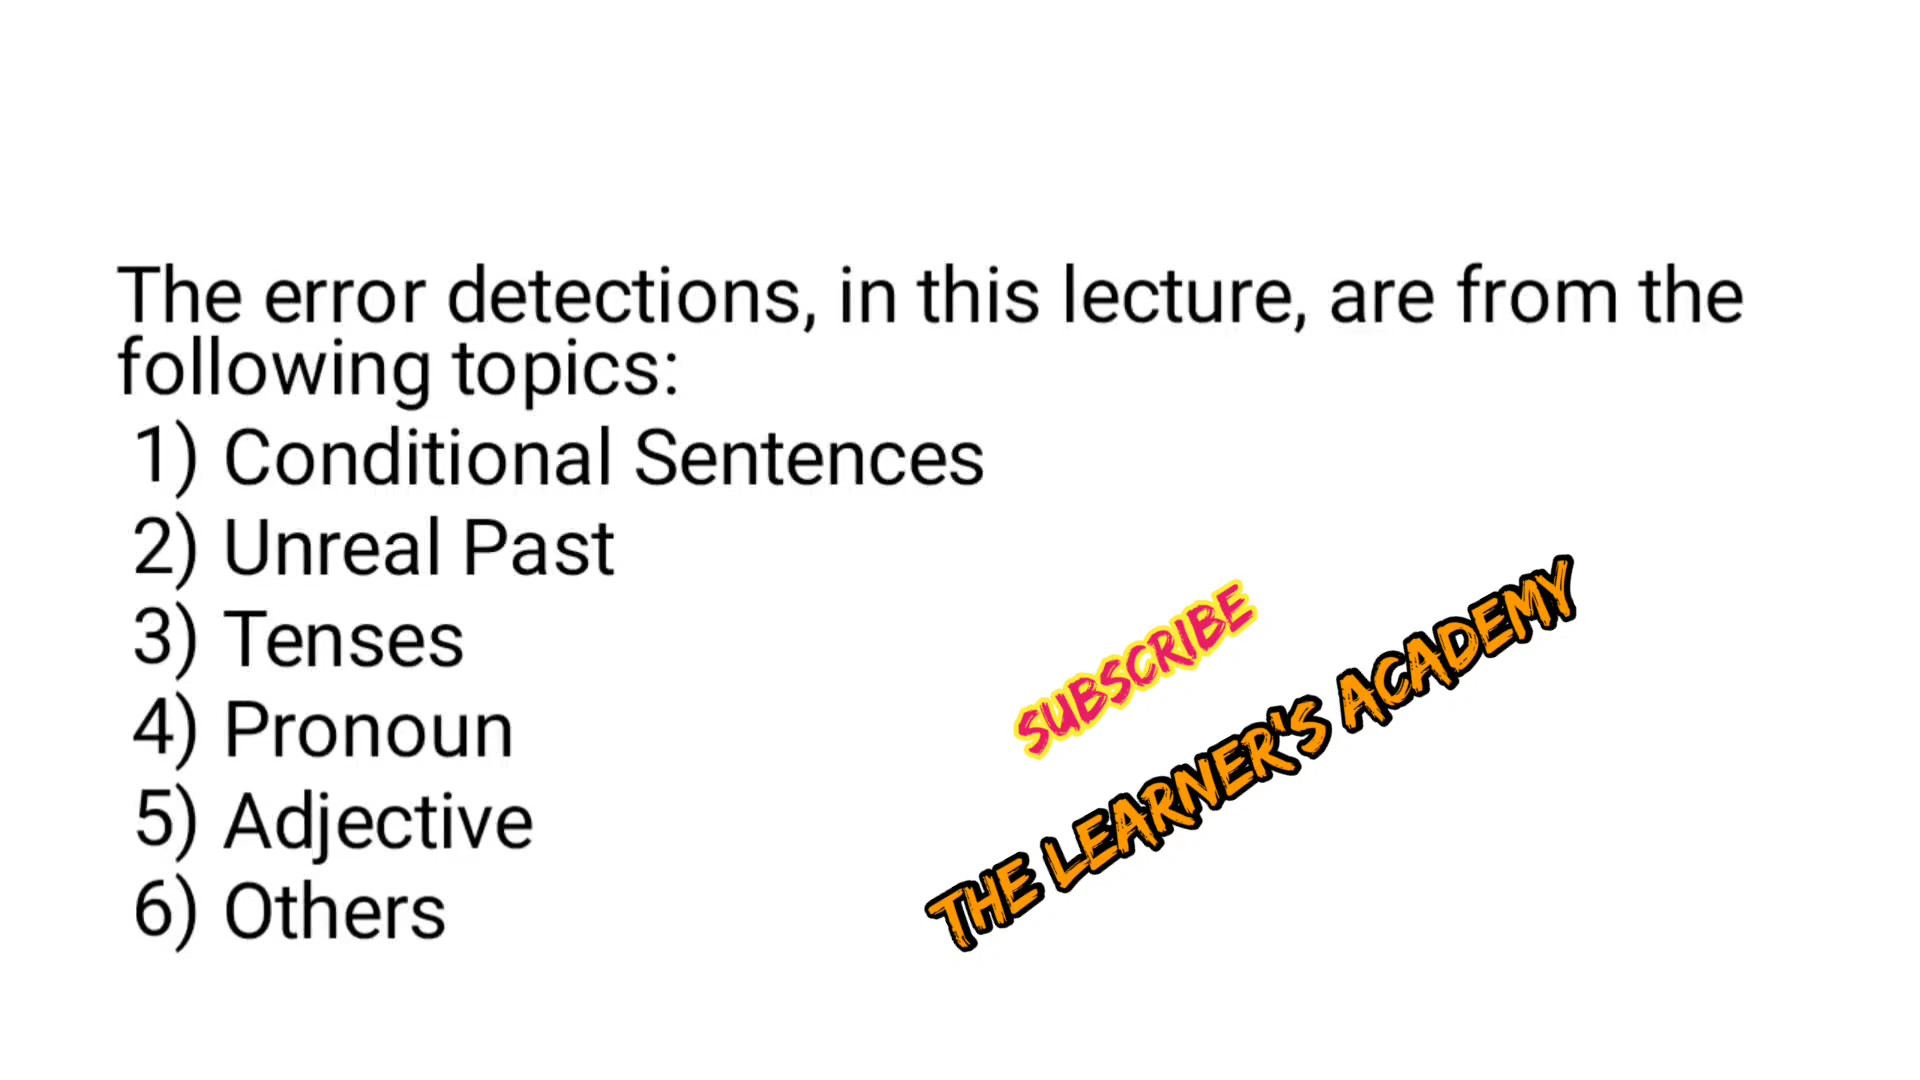 The error detections, in this lecture, are from the
following topics:
1) Conditional Sentences
2) Unreal Past
3) Tenses
4) Pronoun
5) Adjective
6) Others
SUBSCRIBE
THE LEARNER'S ACADEMY